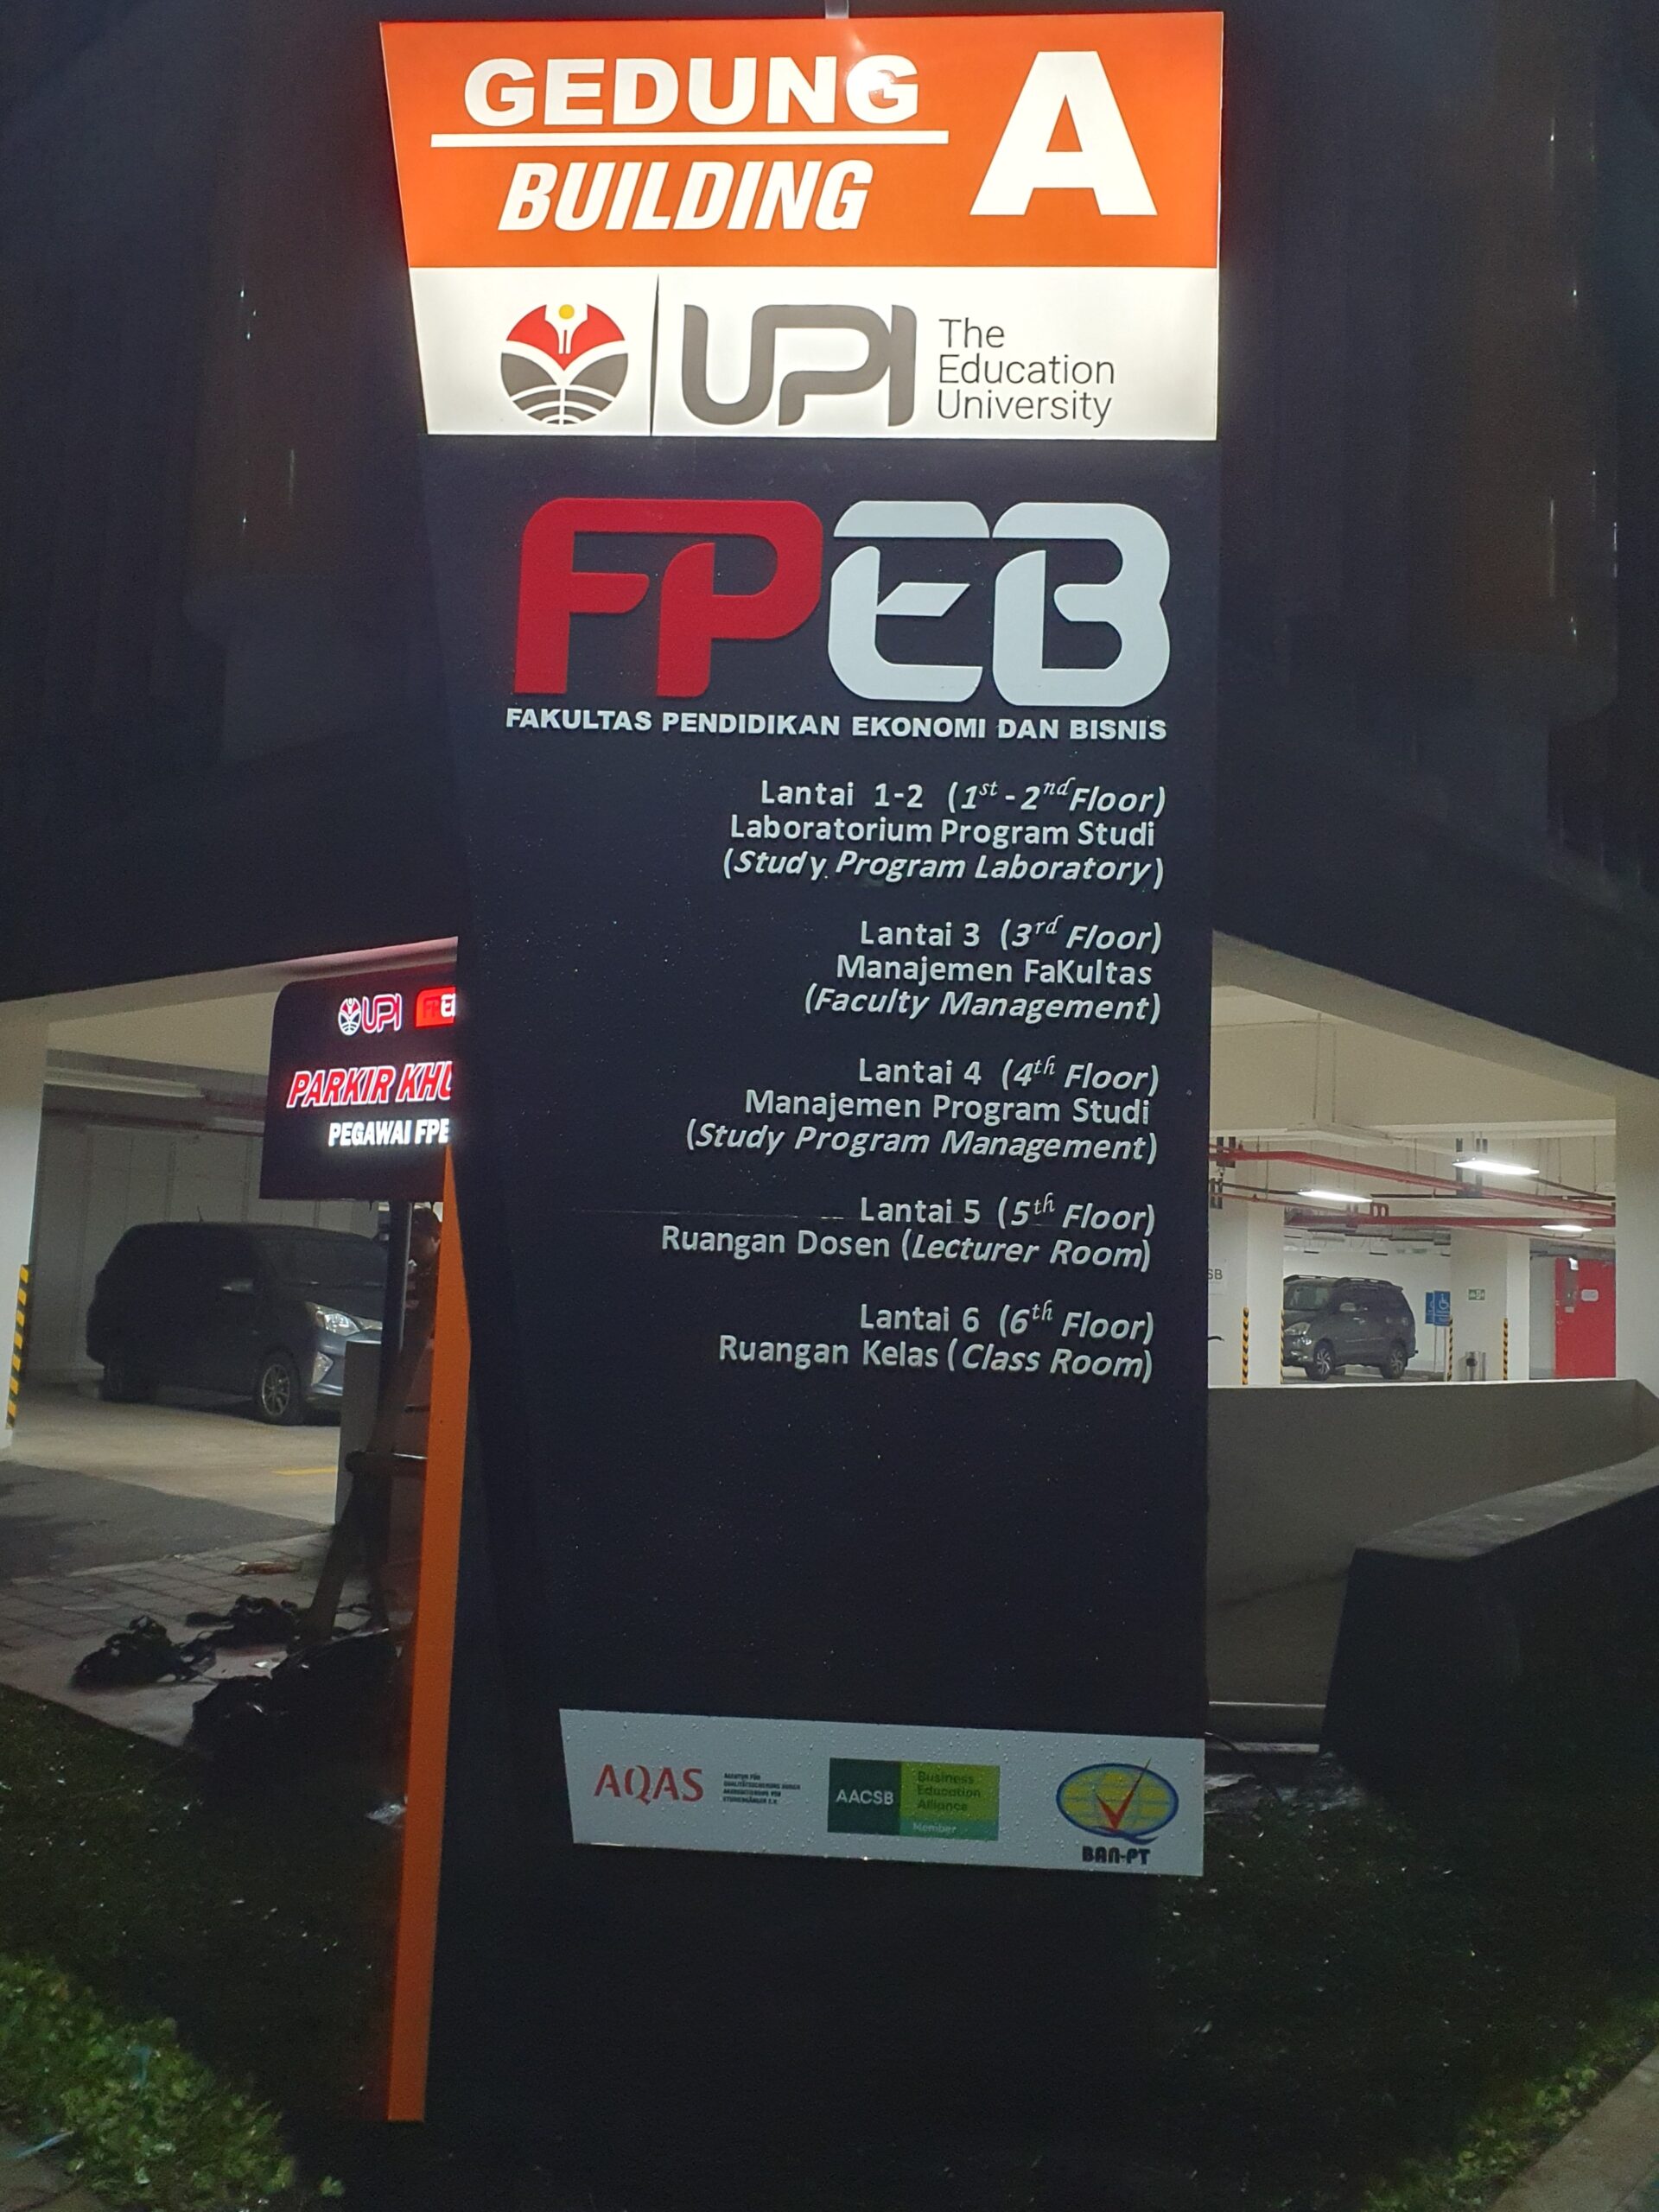 GEDUNG
BUILDING
A
UPI
The
Education
University
FPEB
FAKULTAS PENDIDIKAN EKONOMI DAN BISNIS
Lantai 1-2 (1st - 2nd Floor)
Laboratorium Program Studi
(Study Program Laboratory)
Lantai 3 (3rd Floor)
Manajemen FaKultas
(Faculty Management)
Lantai 4 (4th Floor)
Manajemen Program Studi
(Study Program Management)
Lantai 5 (5th Floor)
Ruangan Dosen (Lecturer Room)
Lantai 6 (6th Floor)
Ruangan Kelas (Class Room)
UPI FPE
PARKIR KHU
PEGAWAI FPE
AQAS
AACSB
Business
Education
Alliance
Member
BAN-PT